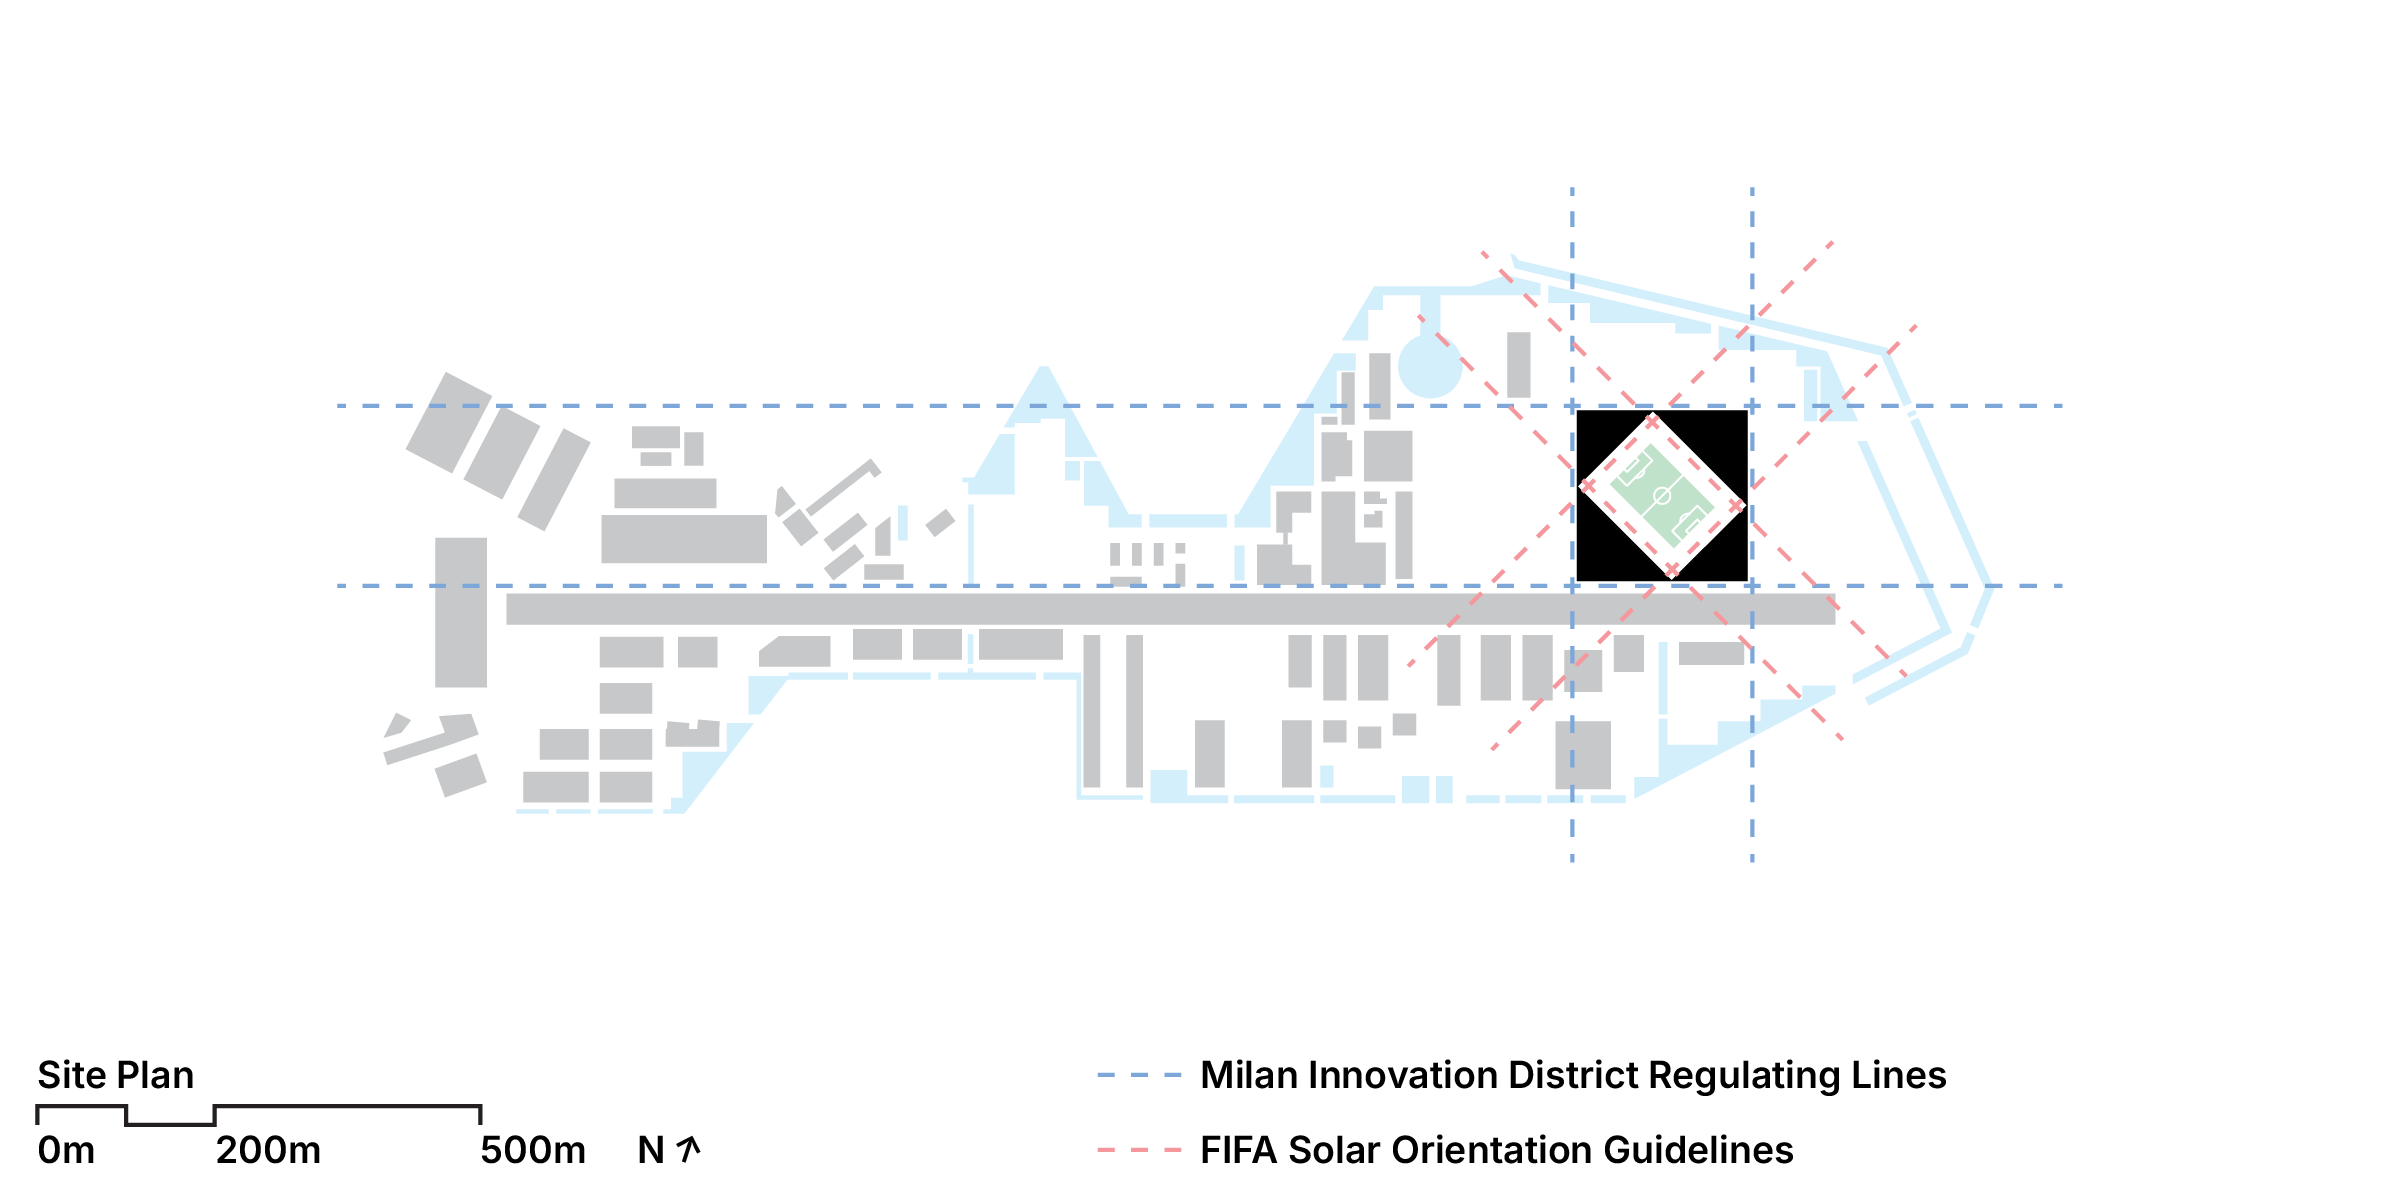 Site Plan
0m 200m 500m N
Milan Innovation District Regulating Lines
FIFA Solar Orientation Guidelines